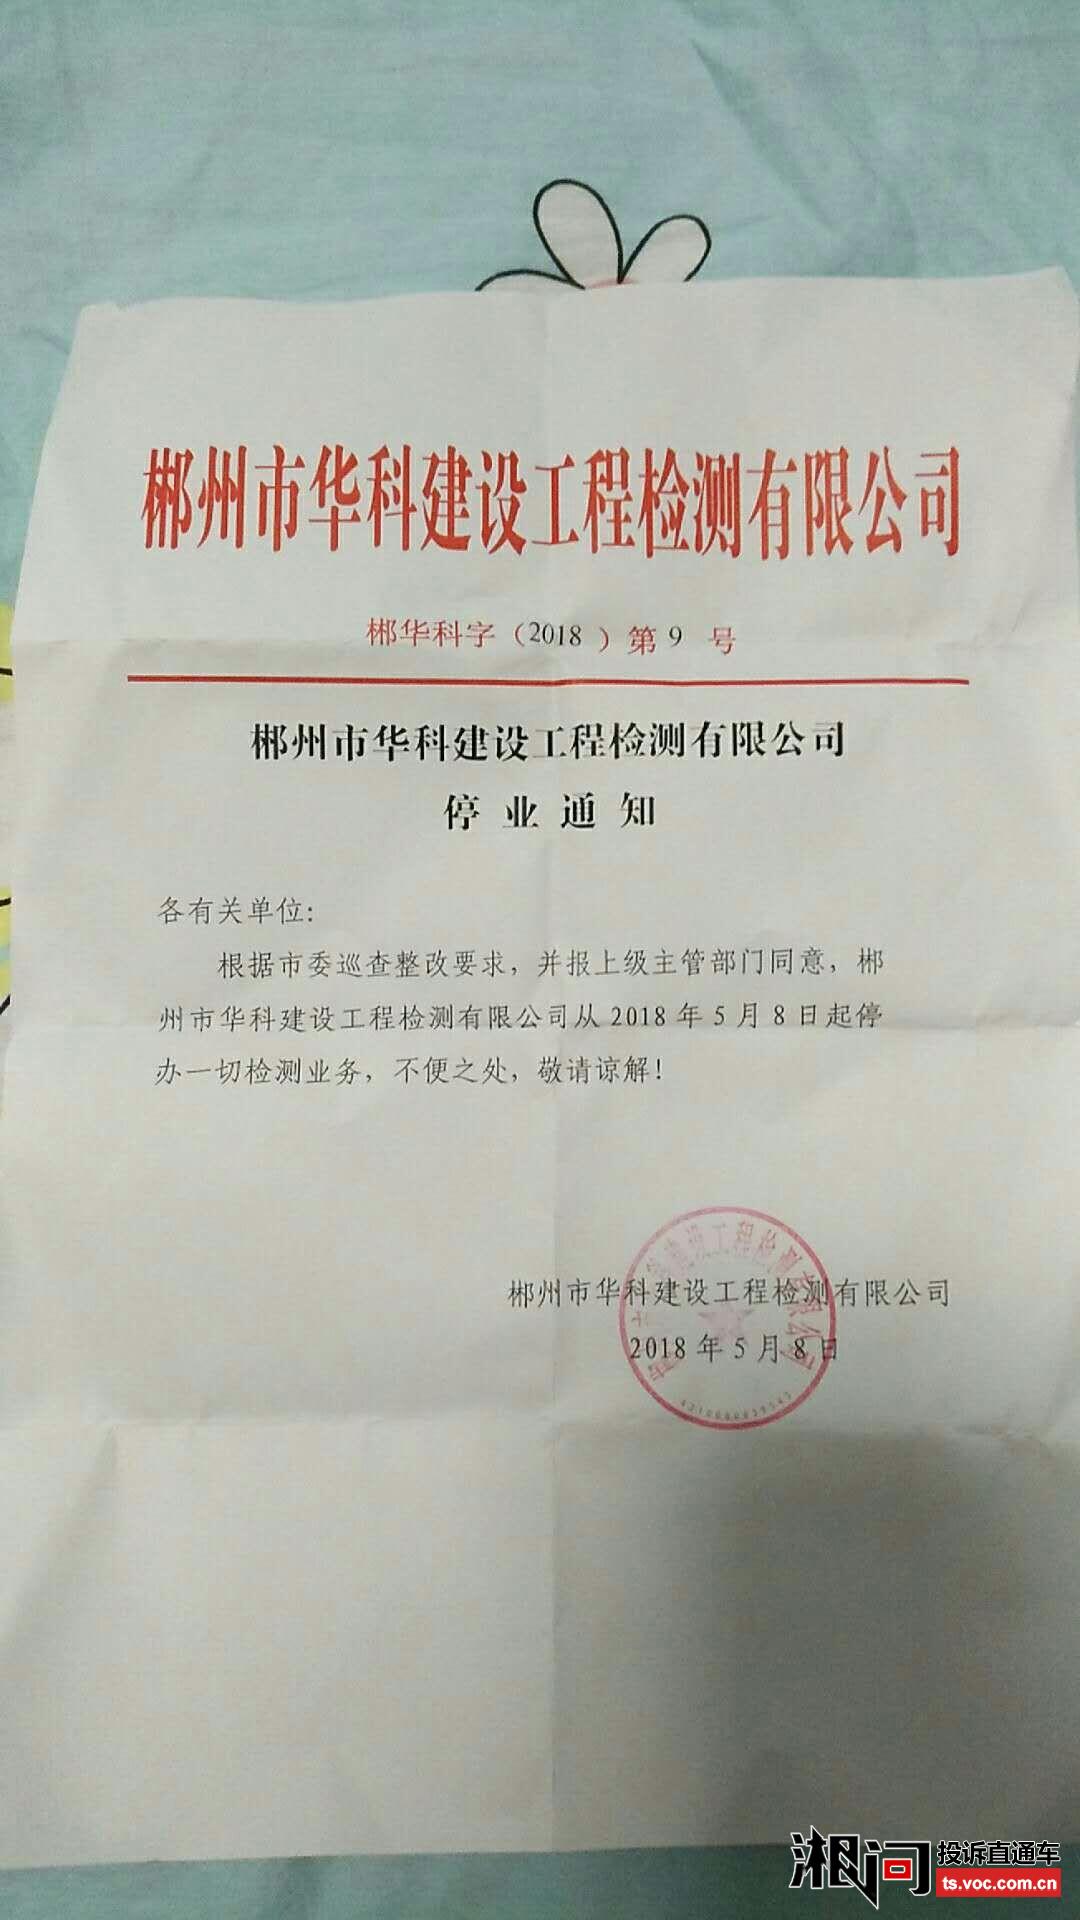 郴州市华科建设工程检测有限公司
郴华科字（2018）第9号
郴州市华科建设工程检测有限公司
停业通知
各有关单位：
根据市委巡查整改要求，并报上级主管部门同意，郴
州市华科建设工程检测有限公司从2018年5月8日起停
办一切检测业务，不便之处，敬请谅解！
郴州市华科建设工程检测有限公司
2018年5月8日
湘问
投诉直通车
ts.voc.com.cn